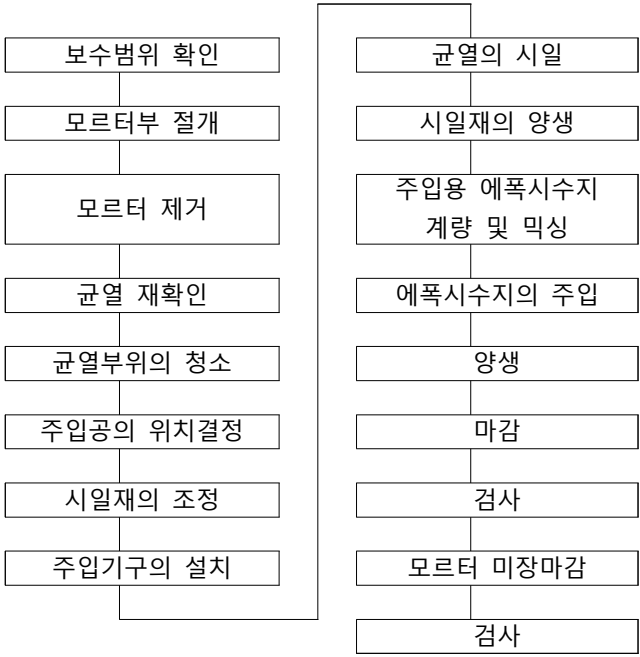 보수범위 확인
모르터부 절개
모르터 제거
균열 재확인
균열부위의 청소
주입공의 위치결정
시일재의 조정
주입기구의 설치
균열의 시일
시일재의 양생
주입용 에폭시수지
계량 및 믹싱
에폭시수지의 주입
양생
마감
검사
모르터 미장마감
검사